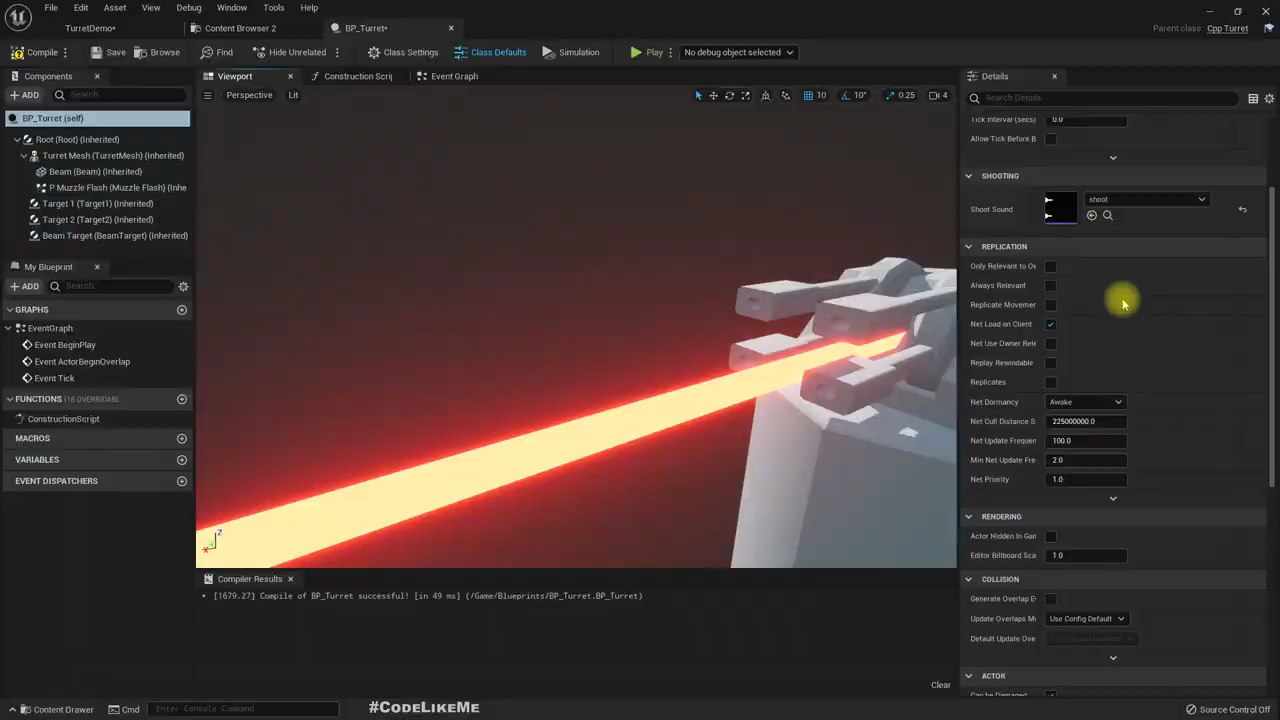 File Edit Asset View Debug Window Tools Help
TurretDemo* Content Browser 2 BP_Turret* Parent class: Cpp Turret
Compile Save Browse Find Hide Unrelated Class Settings Class Defaults Simulation Play No debug object selected
Components
ADD Search
BP_Turret (self)
Root (Root) (Inherited)
Turret Mesh (TurretMesh) (Inherited)
Beam (Beam) (Inherited)
P Muzzle Flash (Muzzle Flash) (Inhe
Target 1 (Target1) (Inherited)
Target 2 (Target2) (Inherited)
Beam Target (BeamTarget) (Inherited)
My Blueprint
ADD Search
GRAPHS
EventGraph
Event BeginPlay
Event ActorBeginOverlap
Event Tick
FUNCTIONS (18 OVERRIDABL
ConstructionScript
MACROS
VARIABLES
EVENT DISPATCHERS
Viewport Construction Scrip Event Graph
Perspective Lit 10 10° 0.25 4
Z
X
Compiler Results
[1679.27] Compile of BP_Turret successful! [in 49 ms] (/Game/Blueprints/BP_Turret.BP_Turret)
Clear
Details
Search Details
Tick Interval (secs) 0.0
Allow Tick Before B
SHOOTING
Shoot Sound shoot
REPLICATION
Only Relevant to Ow
Always Relevant
Replicate Movemen
Net Load on Client
Net Use Owner Rele
Replay Rewindable
Replicates
Net Dormancy Awake
Net Cull Distance S 225000000.0
Net Update Frequen 100.0
Min Net Update Fre 2.0
Net Priority 1.0
RENDERING
Actor Hidden In Gan
Editor Billboard Sca 1.0
COLLISION
Generate Overlap E
Update Overlaps M Use Config Default
Default Update Ove
ACTOR
Can be Damaged
Content Drawer Cmd Enter Console Command #CodeLikeMe Source Control Off